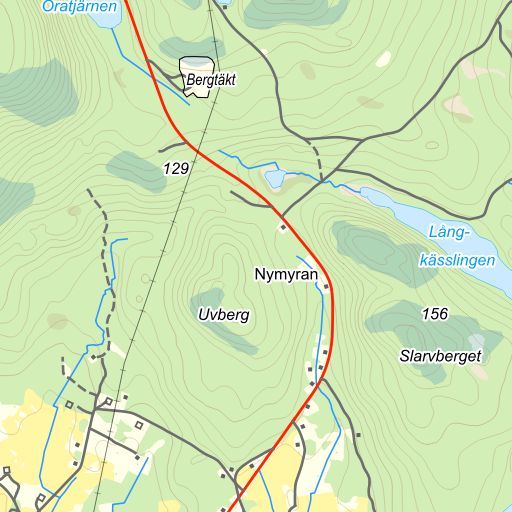 Oratjärnen
Bergtäkt
129
Lång-
kässlingen
Nymyran
Uvberg
156
Slarvberget